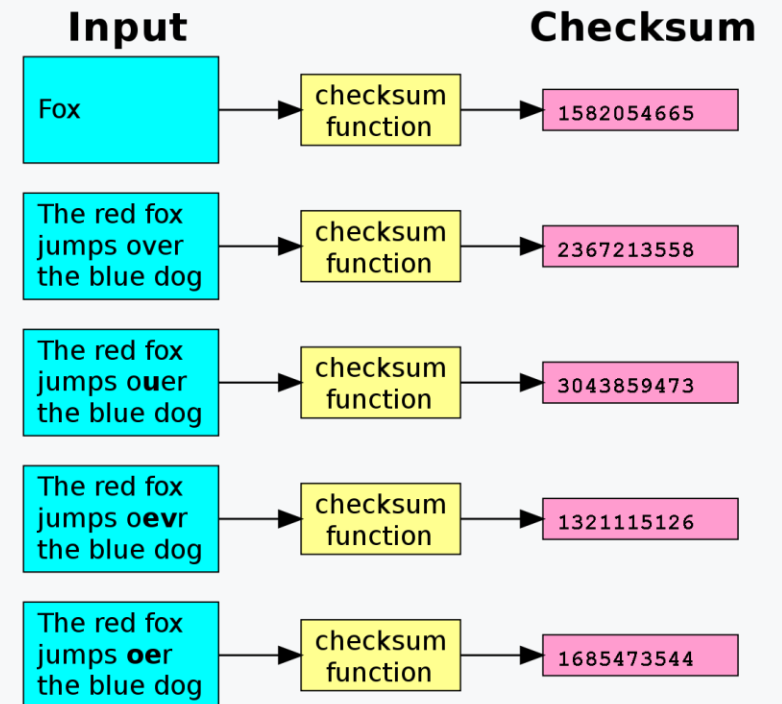 Input
Checksum
Fox
checksum
function
1582054665
The red fox
jumps over
the blue dog
checksum
function
2367213558
The red fox
jumps ouer
the blue dog
checksum
function
3043859473
The red fox
jumps oevr
the blue dog
checksum
function
1321115126
The red fox
jumps oer
the blue dog
checksum
function
1685473544